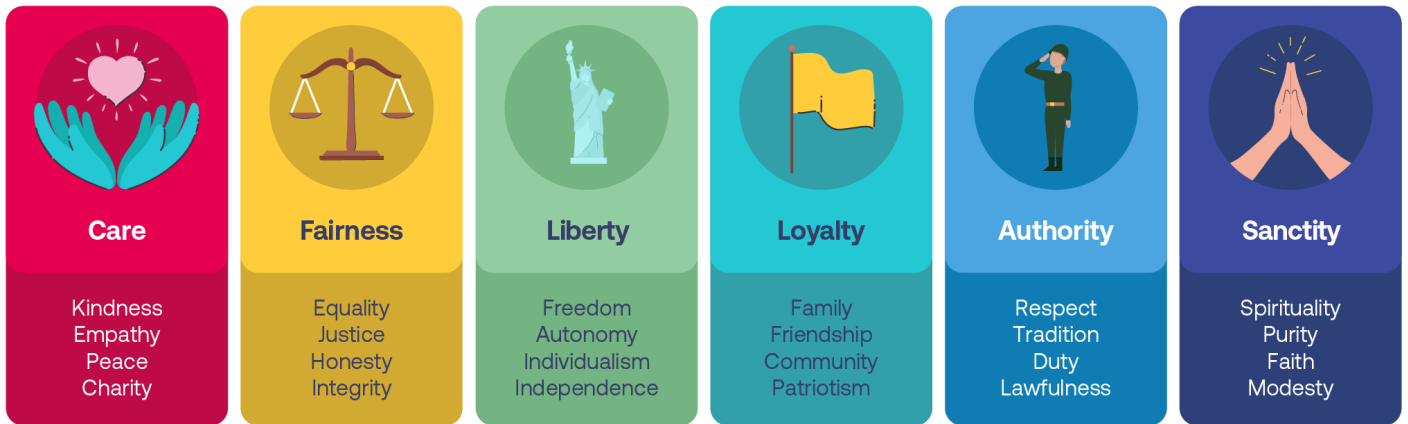 Care
Kindness
Empathy
Peace
Charity
Fairness
Equality
Justice
Honesty
Integrity
Liberty
Freedom
Autonomy
Individualism
Independence
Loyalty
Family
Friendship
Community
Patriotism
Authority
Respect
Tradition
Duty
Lawfulness
Sanctity
Spirituality
Purity
Faith
Modesty